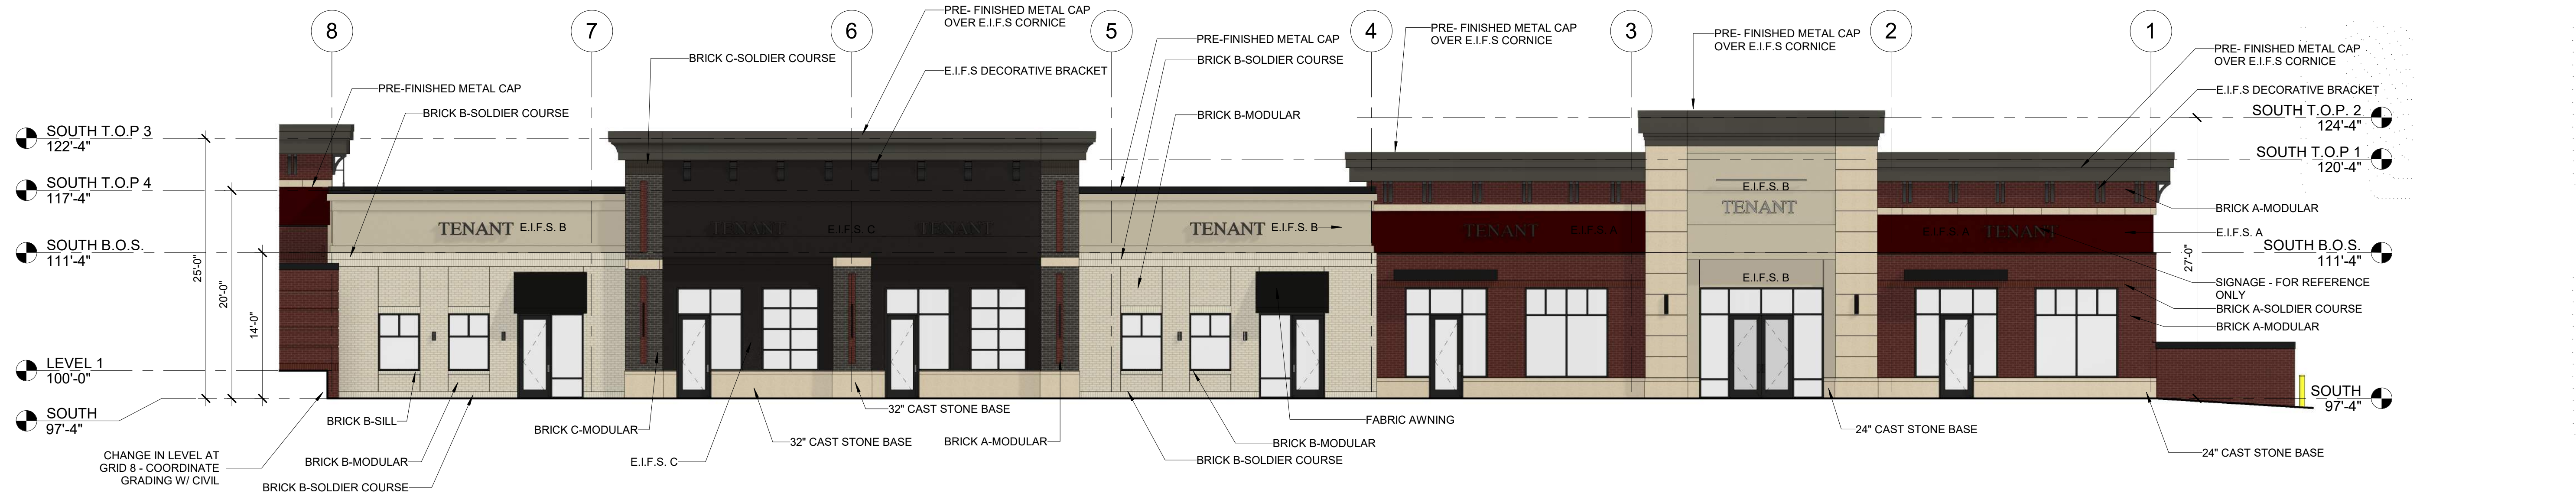 8
7
6
5
4
3
2
1
PRE- FINISHED METAL CAP
OVER E.I.F.S CORNICE
BRICK C-SOLDIER COURSE
E.I.F.S DECORATIVE BRACKET
PRE-FINISHED METAL CAP
BRICK B-SOLDIER COURSE
PRE-FINISHED METAL CAP
BRICK B-SOLDIER COURSE
BRICK B-MODULAR
PRE- FINISHED METAL CAP
OVER E.I.F.S CORNICE
PRE- FINISHED METAL CAP
OVER E.I.F.S CORNICE
PRE- FINISHED METAL CAP
OVER E.I.F.S CORNICE
E.I.F.S DECORATIVE BRACKET
SOUTH T.O.P 3
122'-4"
SOUTH T.O.P 4
117'-4"
SOUTH B.O.S.
111'-4"
LEVEL 1
100'-0"
SOUTH
97'-4"
25'-0"
20'-0"
14'-0"
TENANT E.I.F.S. B
TENANT
E.I.F.S. C
TENANT
TENANT E.I.F.S. B
TENANT
E.I.F.S. A
E.I.F.S. B
TENANT
E.I.F.S. B
E.I.F.S. A
TENANT
SOUTH T.O.P. 2
124'-4"
SOUTH T.O.P 1
120'-4"
BRICK A-MODULAR
E.I.F.S. A
SOUTH B.O.S.
111'-4"
27'-0"
SIGNAGE - FOR REFERENCE
ONLY
BRICK A-SOLDIER COURSE
BRICK A-MODULAR
SOUTH
97'-4"
CHANGE IN LEVEL AT
GRID 8 - COORDINATE
GRADING W/ CIVIL
BRICK B-SILL
BRICK B-MODULAR
BRICK B-SOLDIER COURSE
BRICK C-MODULAR
E.I.F.S. C
32" CAST STONE BASE
32" CAST STONE BASE
BRICK A-MODULAR
BRICK B-MODULAR
BRICK B-SOLDIER COURSE
FABRIC AWNING
24" CAST STONE BASE
24" CAST STONE BASE